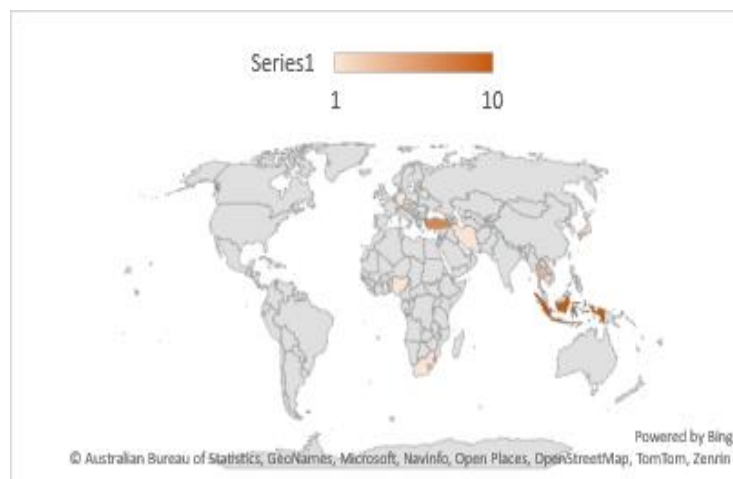 Series1
1 10
Powered by Bing
© Australian Bureau of Statistics, GeoNames, Microsoft, Navinfo, Open Places, OpenStreetMap, TomTom, Zenrin